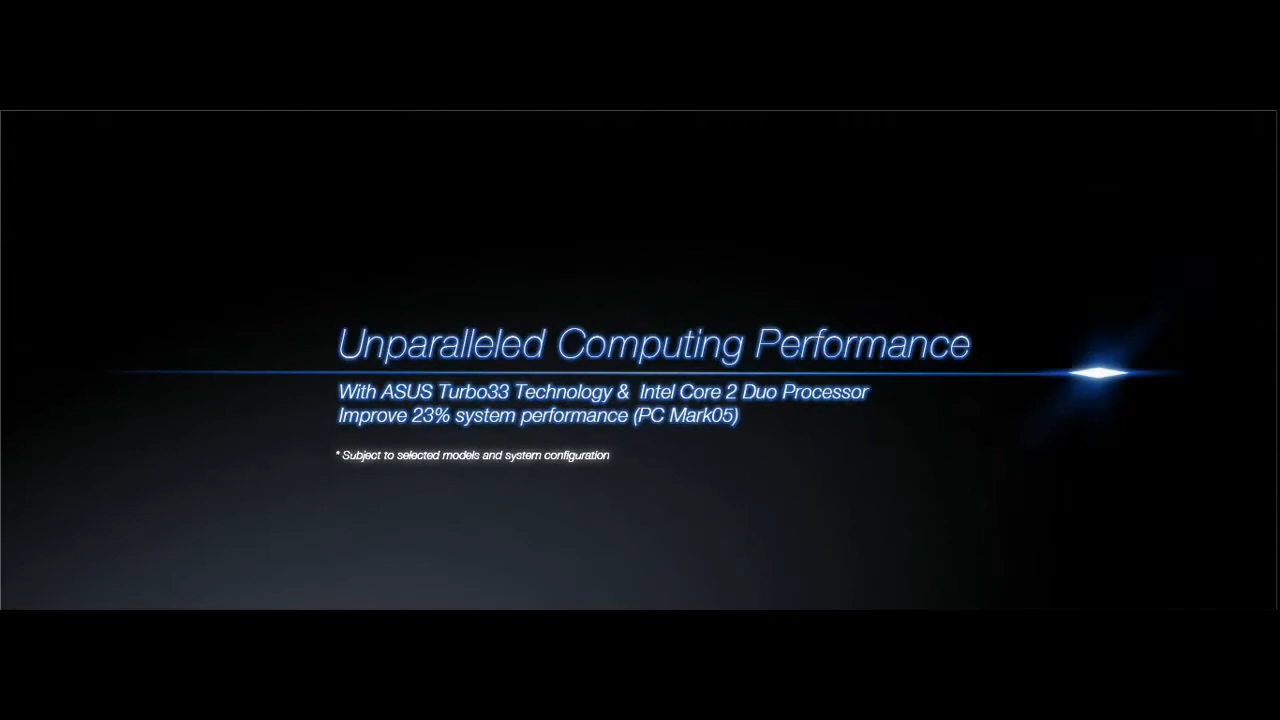 Unparalleled Computing Performance
With ASUS Turbo33 Technology & Intel Core 2 Duo Processor
Improve 23% system performance (PC Mark05)
* Subject to selected models and system configuration